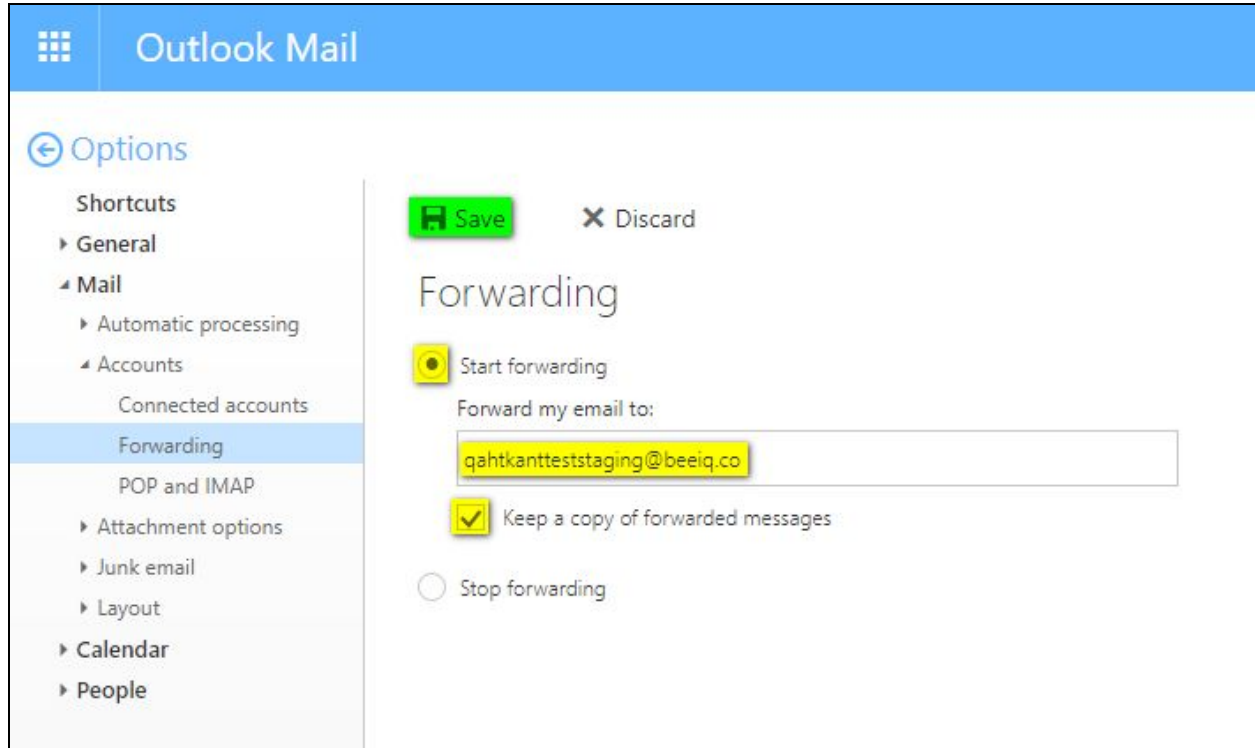 Outlook Mail
Options
Shortcuts
General
Mail
Automatic processing
Accounts
Connected accounts
Forwarding
POP and IMAP
Attachment options
Junk email
Layout
Calendar
People
Save
Discard
Forwarding
Start forwarding
Forward my email to:
qahtkantteststaging@beeiq.co
Keep a copy of forwarded messages
Stop forwarding